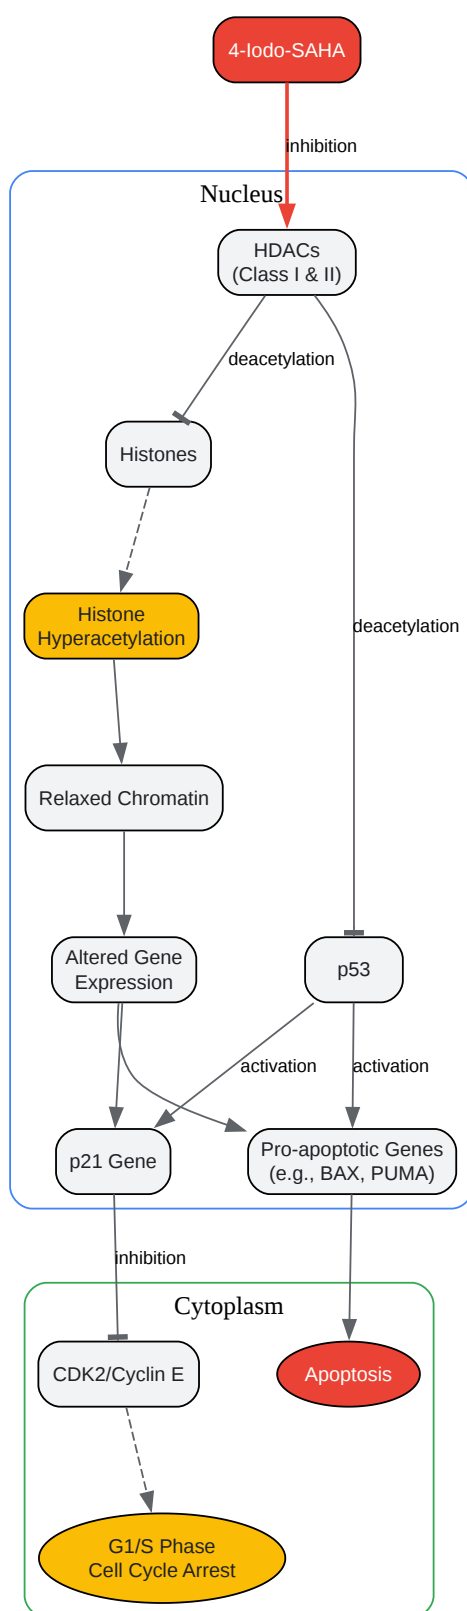 4-Iodo-SAHA
inhibition
Nucleus
HDACs
(Class I & II)
deacetylation
Histones
Histone
Hyperacetylation
deacetylation
Relaxed Chromatin
Altered Gene
Expression
p53
activation
activation
p21 Gene
Pro-apoptotic Genes
(e.g., BAX, PUMA)
inhibition
Cytoplasm
CDK2/Cyclin E
Apoptosis
G1/S Phase
Cell Cycle Arrest